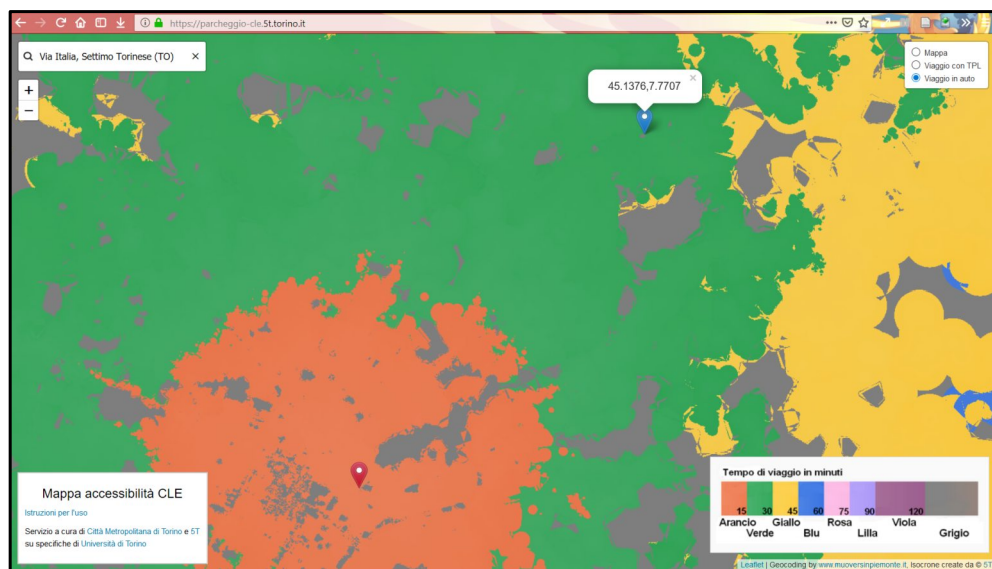 https://parcheggio-cle.5t.torino.it
Via Italia, Settimo Torinese (TO) ×
+
−
45.1376,7.7707
×
Mappa
Viaggio con TPL
Viaggio in auto
Mappa accessibilità CLE
Istruzioni per l'uso
Servizio a cura di Città Metropolitana di Torino e 5T
su specifiche di Università di Torino
Tempo di viaggio in minuti
15 30 45 60 75 90 120
Arancio Giallo Rosa Viola
Verde Blu Lilla Grigio
Leaflet | Geocoding by www.muoversinpiemonte.it, Isocrone create da © 5T